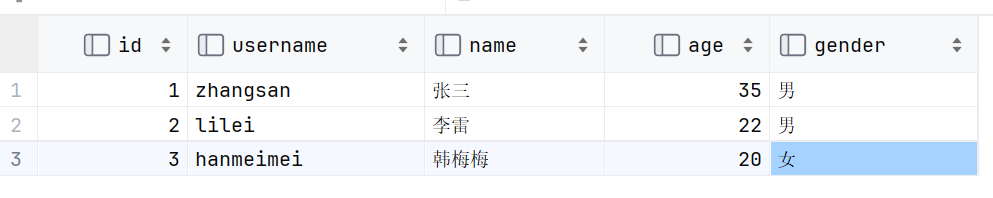 id username name age gender
1 1 zhangsan 张三 35 男
2 2 lilei 李雷 22 男
3 3 hanmeimei 韩梅梅 20 女